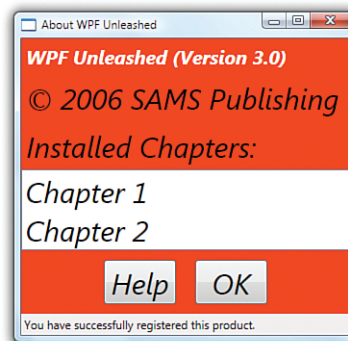 About WPF Unleashed
WPF Unleashed (Version 3.0)
© 2006 SAMS Publishing
Installed Chapters:
Chapter 1
Chapter 2
Help OK
You have successfully registered this product.